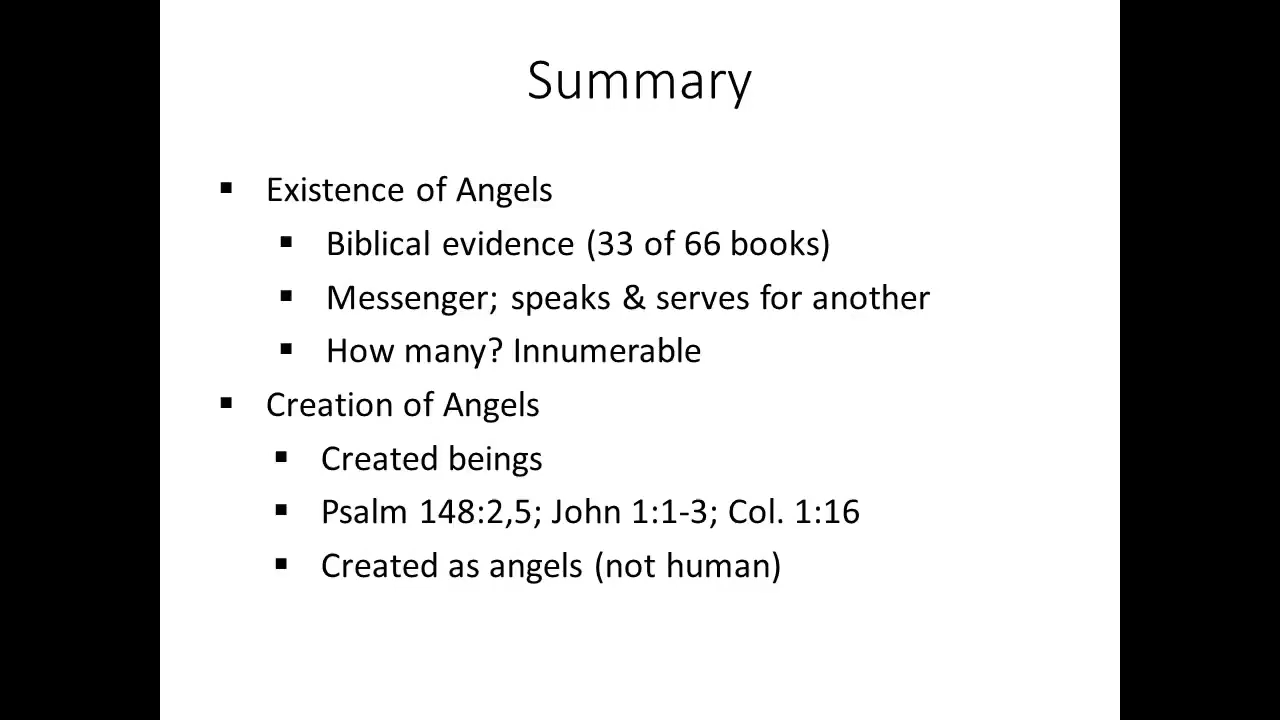 Summary
▪ Existence of Angels
▪ Biblical evidence (33 of 66 books)
▪ Messenger; speaks & serves for another
▪ How many? Innumerable
▪ Creation of Angels
▪ Created beings
▪ Psalm 148:2,5; John 1:1-3; Col. 1:16
▪ Created as angels (not human)